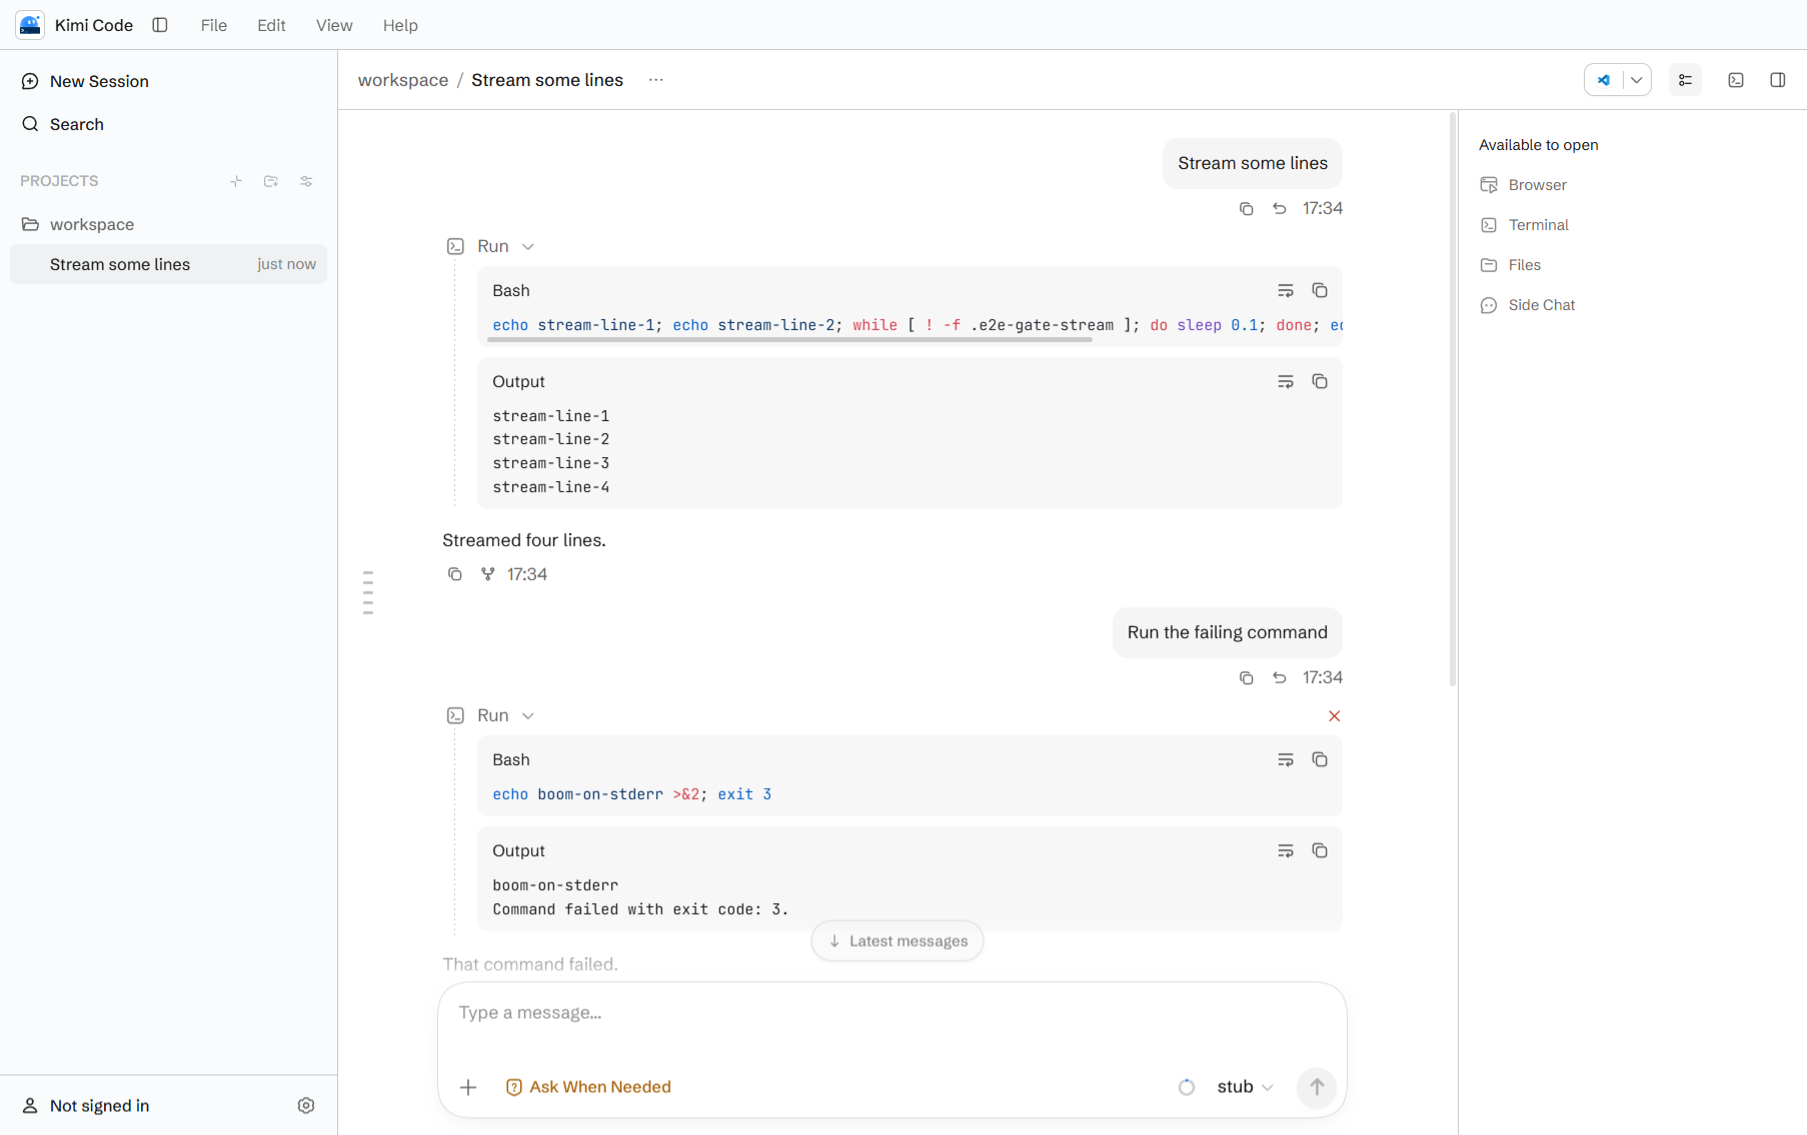 Kimi Code File Edit View Help
New Session
Search
PROJECTS
workspace
Stream some lines just now
Not signed in
workspace / Stream some lines ···
Stream some lines
17:34
Run
Bash
echo stream-line-1; echo stream-line-2; while [ ! -f .e2e-gate-stream ]; do sleep 0.1; done; ec
Output
stream-line-1
stream-line-2
stream-line-3
stream-line-4
Streamed four lines.
17:34
Run the failing command
17:34
Run
Bash
echo boom-on-stderr >&2; exit 3
Output
boom-on-stderr
Command failed with exit code: 3.
Latest messages
That command failed.
Type a message...
Ask When Needed stub
Available to open
Browser
Terminal
Files
Side Chat